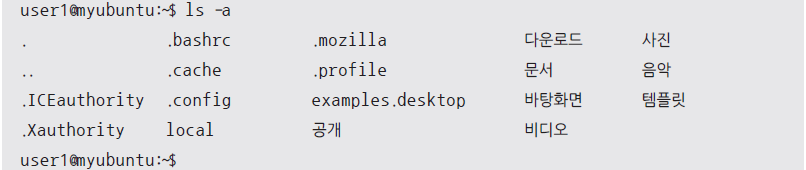 user1@myubuntu:~$ ls -a
. .bashrc .mozilla 다운로드 사진
.. .cache .profile 문서 음악
.ICEauthority .config examples.desktop 바탕화면 템플릿
.Xauthority local 공개 비디오
user1@myubuntu:~$